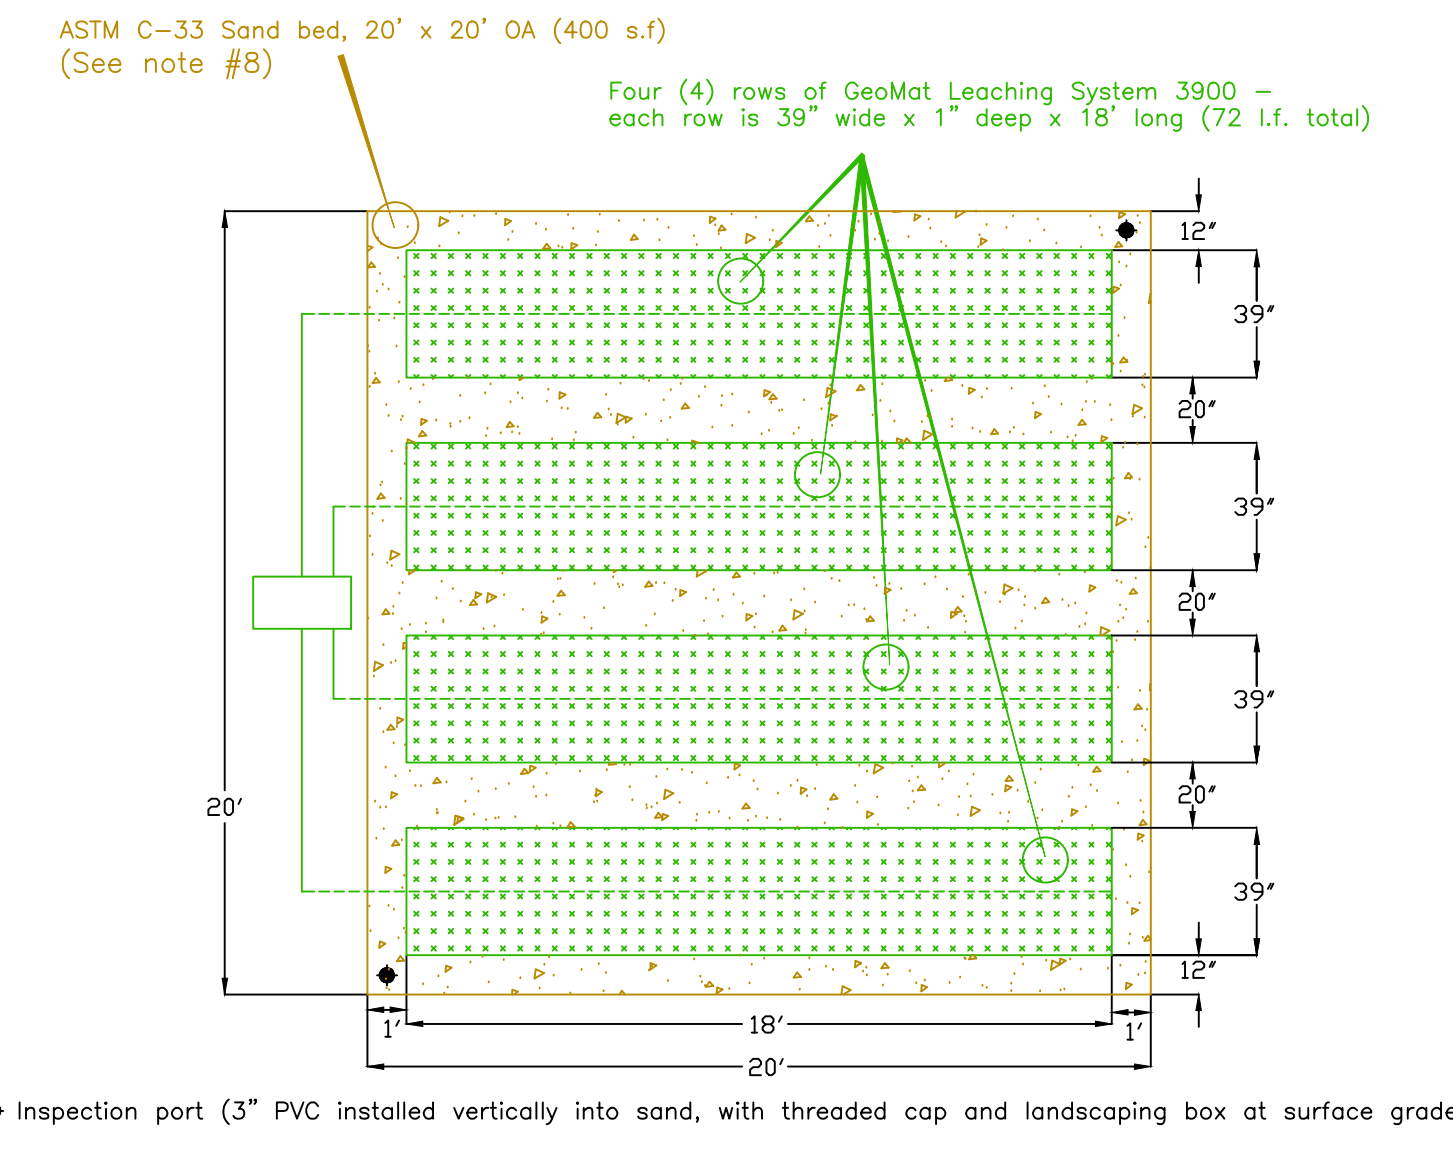 ASTM C-33 Sand bed, 20' x 20' OA (400 s.f)
(See note #8)
Four (4) rows of GeoMat Leaching System 3900 -
each row is 39" wide x 1" deep x 18' long (72 l.f. total)
12"
39"
20"
39"
20"
39"
20"
20'
39"
12"
1'
18'
1'
20'
Inspection port (3" PVC installed vertically into sand, with threaded cap and landscaping box at surface grade